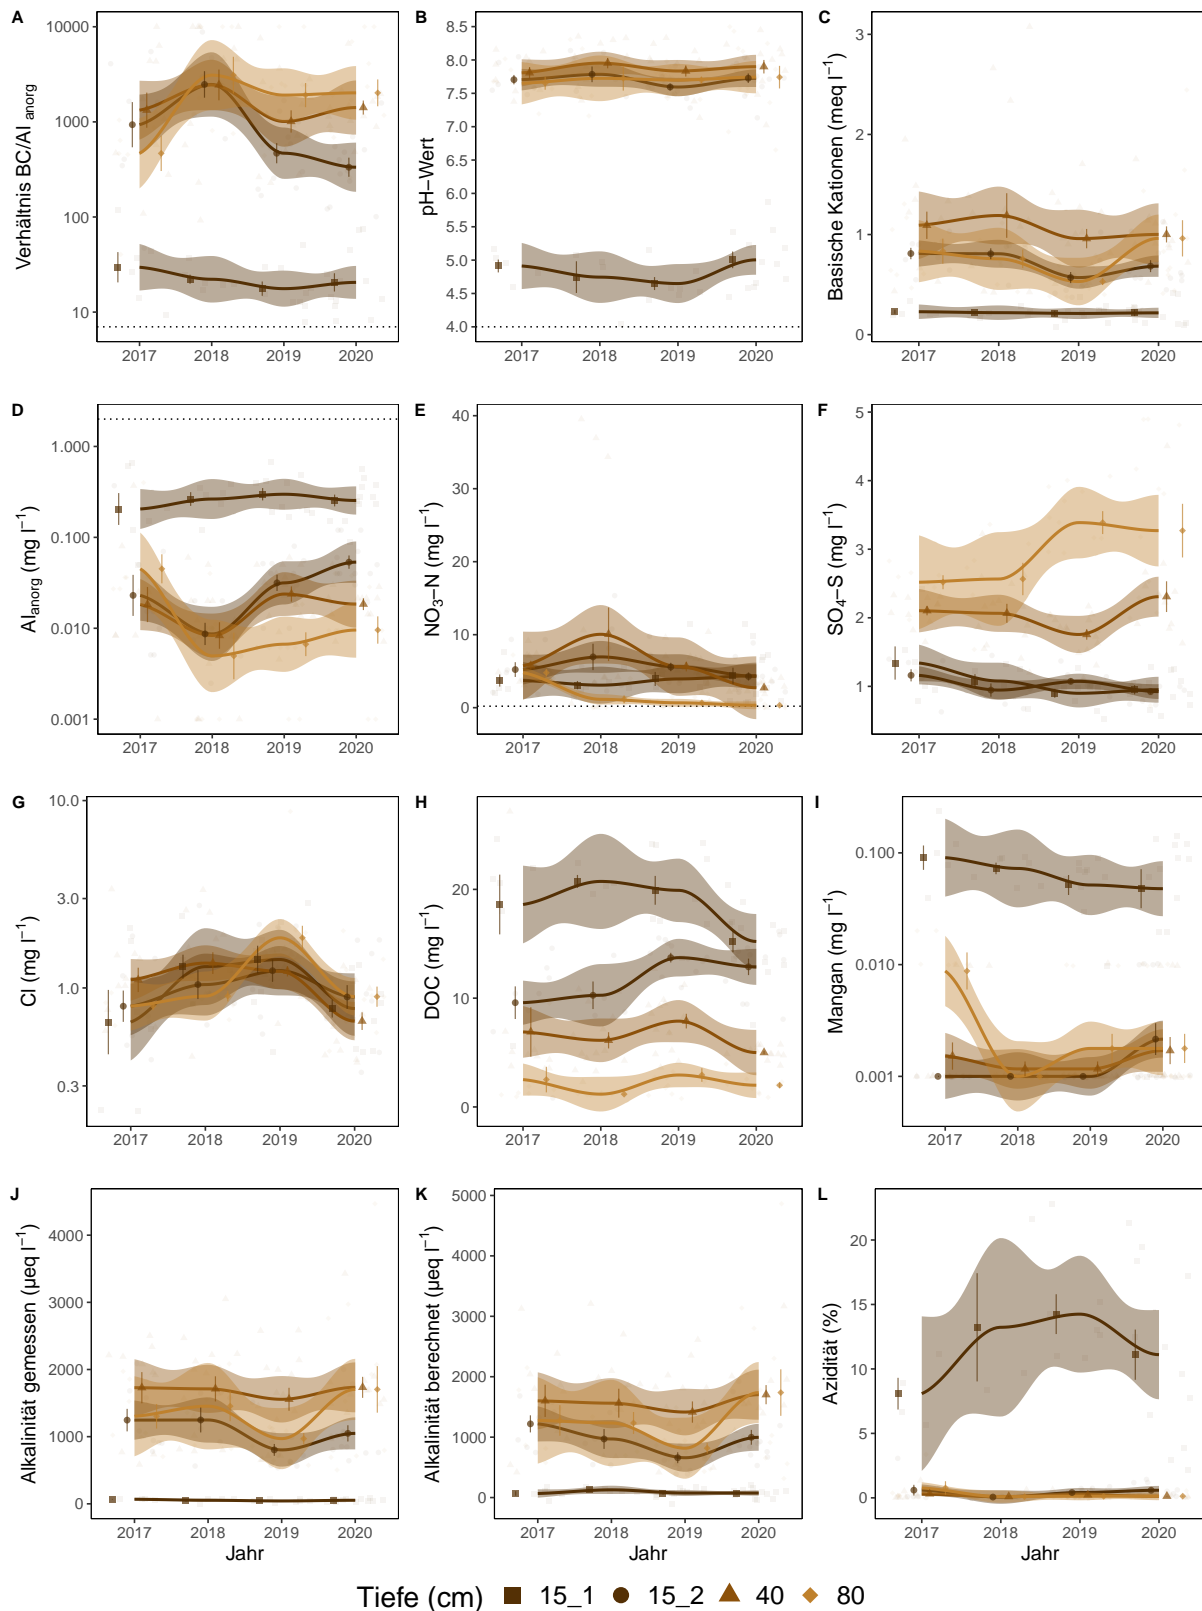 A
10000
1000
100
10
Verhältnis BC/Al anorg
2017 2018 2019 2020
B
8.5
8.0
7.5
7.0
6.5
6.0
5.5
5.0
4.5
4.0
pH−Wert
2017 2018 2019 2020
C
3
2
1
0
Basische Kationen (meq l−1)
2017 2018 2019 2020
D
1.000
0.100
0.010
0.001
Alanorg (mg l−1)
2017 2018 2019 2020
E
40
30
20
10
0
NO3−N (mg l−1)
2017 2018 2019 2020
F
5
4
3
2
1
SO4−S (mg l−1)
2017 2018 2019 2020
G
10.0
3.0
1.0
0.3
Cl (mg l−1)
2017 2018 2019 2020
H
20
10
0
DOC (mg l−1)
2017 2018 2019 2020
I
0.100
0.010
0.001
Mangan (mg l−1)
2017 2018 2019 2020
J
4000
3000
2000
1000
0
Alkalinität gemessen (µeq l−1)
2017 2018 2019 2020
Jahr
K
5000
4000
3000
2000
1000
0
Alkalinität berechnet (µeq l−1)
2017 2018 2019 2020
Jahr
L
20
15
10
5
0
Azidität (%)
2017 2018 2019 2020
Jahr
Tiefe (cm) 15_1 15_2 40 80